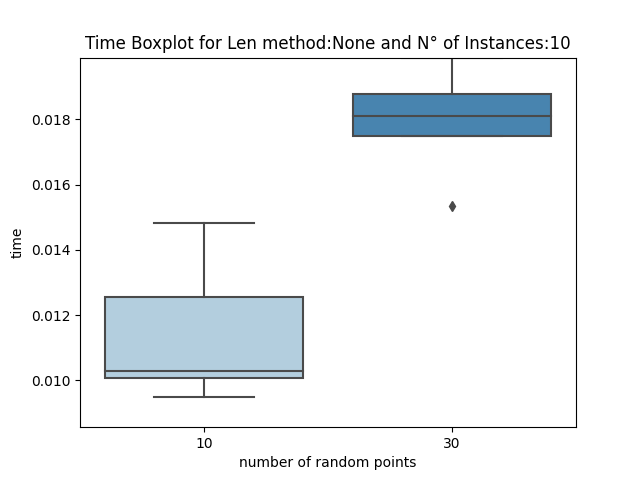 Time Boxplot for Len method:None and N° of Instances:10
0.018
0.016
0.014
0.012
0.010
time
10
30
number of random points